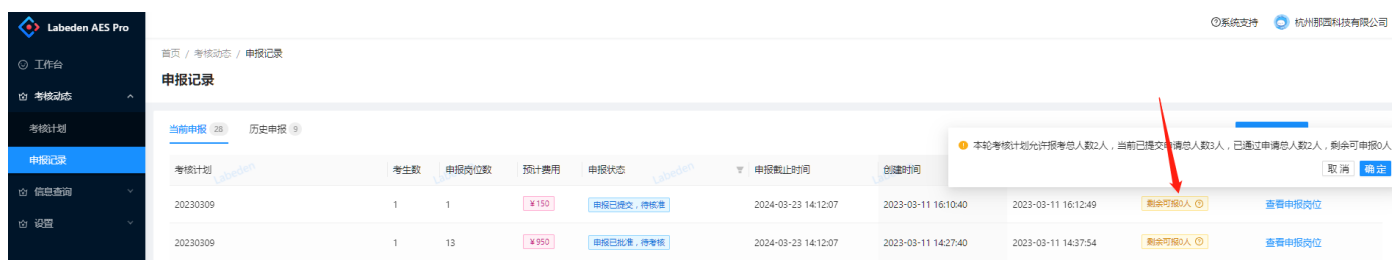 Labeden AES Pro
系统支持 杭州那园科技有限公司
工作台
考核动态
考核计划
申报记录
信息查询
设置
首页 / 考核动态 / 申报记录
申报记录
当前申报 28 历史申报 9
本轮考核计划允许报考总人数2人，当前已提交申请总人数3人，已通过申请总人数2人，剩余可申报0人
取 消 确 定
考核计划 考生数 申报岗位数 预计费用 申报状态 申报截止时间 创建时间
20230309 1 1 ¥150 申报已提交，待核准 2024-03-23 14:12:07 2023-03-11 16:10:40 2023-03-11 16:12:49 剩余可报0人 查看申报岗位
20230309 1 13 ¥950 申报已批准，待考核 2024-03-23 14:12:07 2023-03-11 14:27:40 2023-03-11 14:37:54 剩余可报0人 查看申报岗位
Labeden
Labeden
Labeden